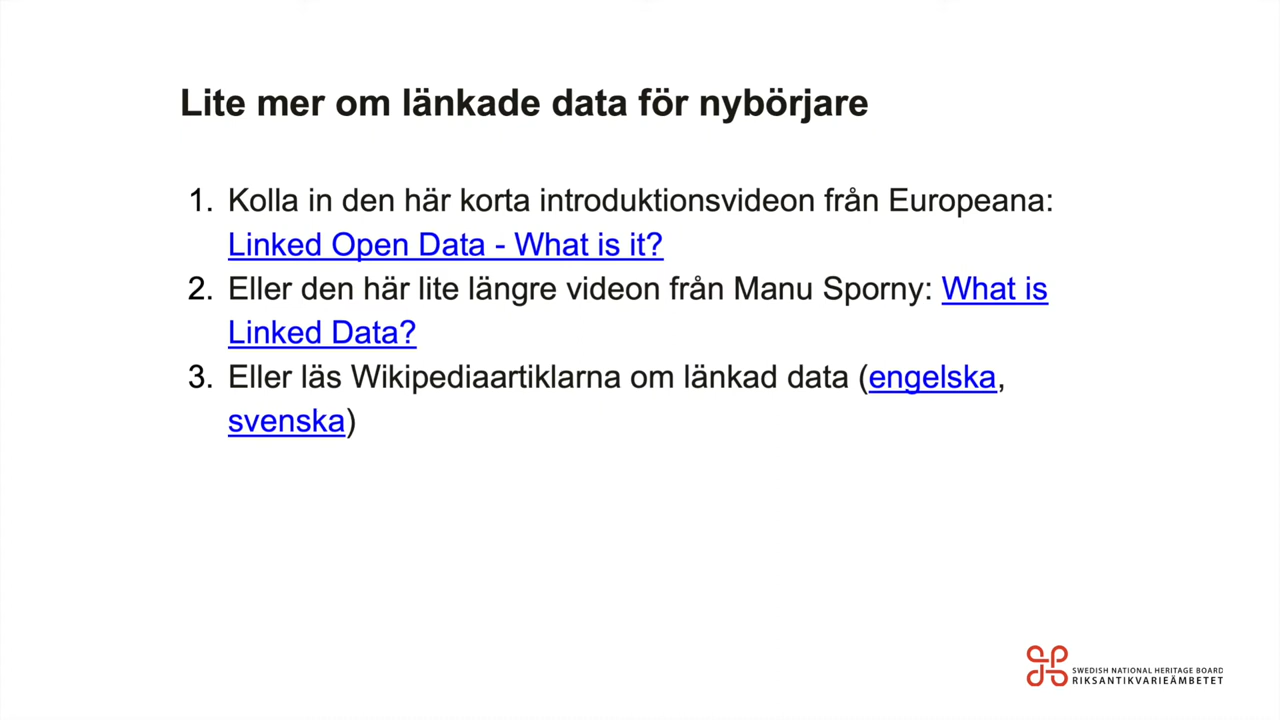 Lite mer om länkade data för nybörjare
1. Kolla in den här korta introduktionsvideon från Europeana:
Linked Open Data - What is it?
2. Eller den här lite längre videon från Manu Sporny: What is
Linked Data?
3. Eller läs Wikipediaartiklarna om länkad data (engelska,
svenska)
SWEDISH NATIONAL HERITAGE BOARD
RIKSANTIKVARIEÄMBETET